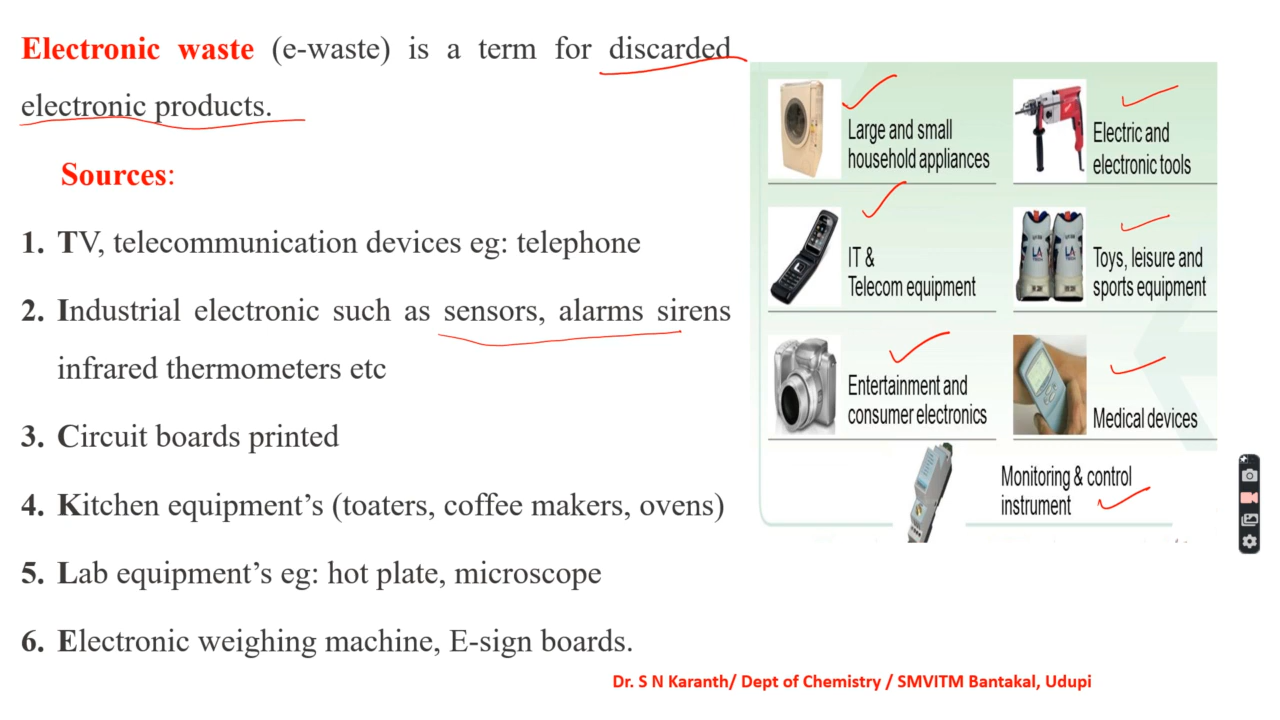 Electronic waste (e-waste) is a term for discarded
electronic products.
Sources:
1. TV, telecommunication devices eg: telephone
2. Industrial electronic such as sensors, alarms sirens
infrared thermometers etc
3. Circuit boards printed
4. Kitchen equipment’s (toaters, coffee makers, ovens)
5. Lab equipment’s eg: hot plate, microscope
6. Electronic weighing machine, E-sign boards.
Large and small
household appliances
Electric and
electronic tools
IT &
Telecom equipment
Toys, leisure and
sports equipment
Entertainment and
consumer electronics
Medical devices
Monitoring & control
instrument
Dr. S N Karanth/ Dept of Chemistry / SMVITM Bantakal, Udupi